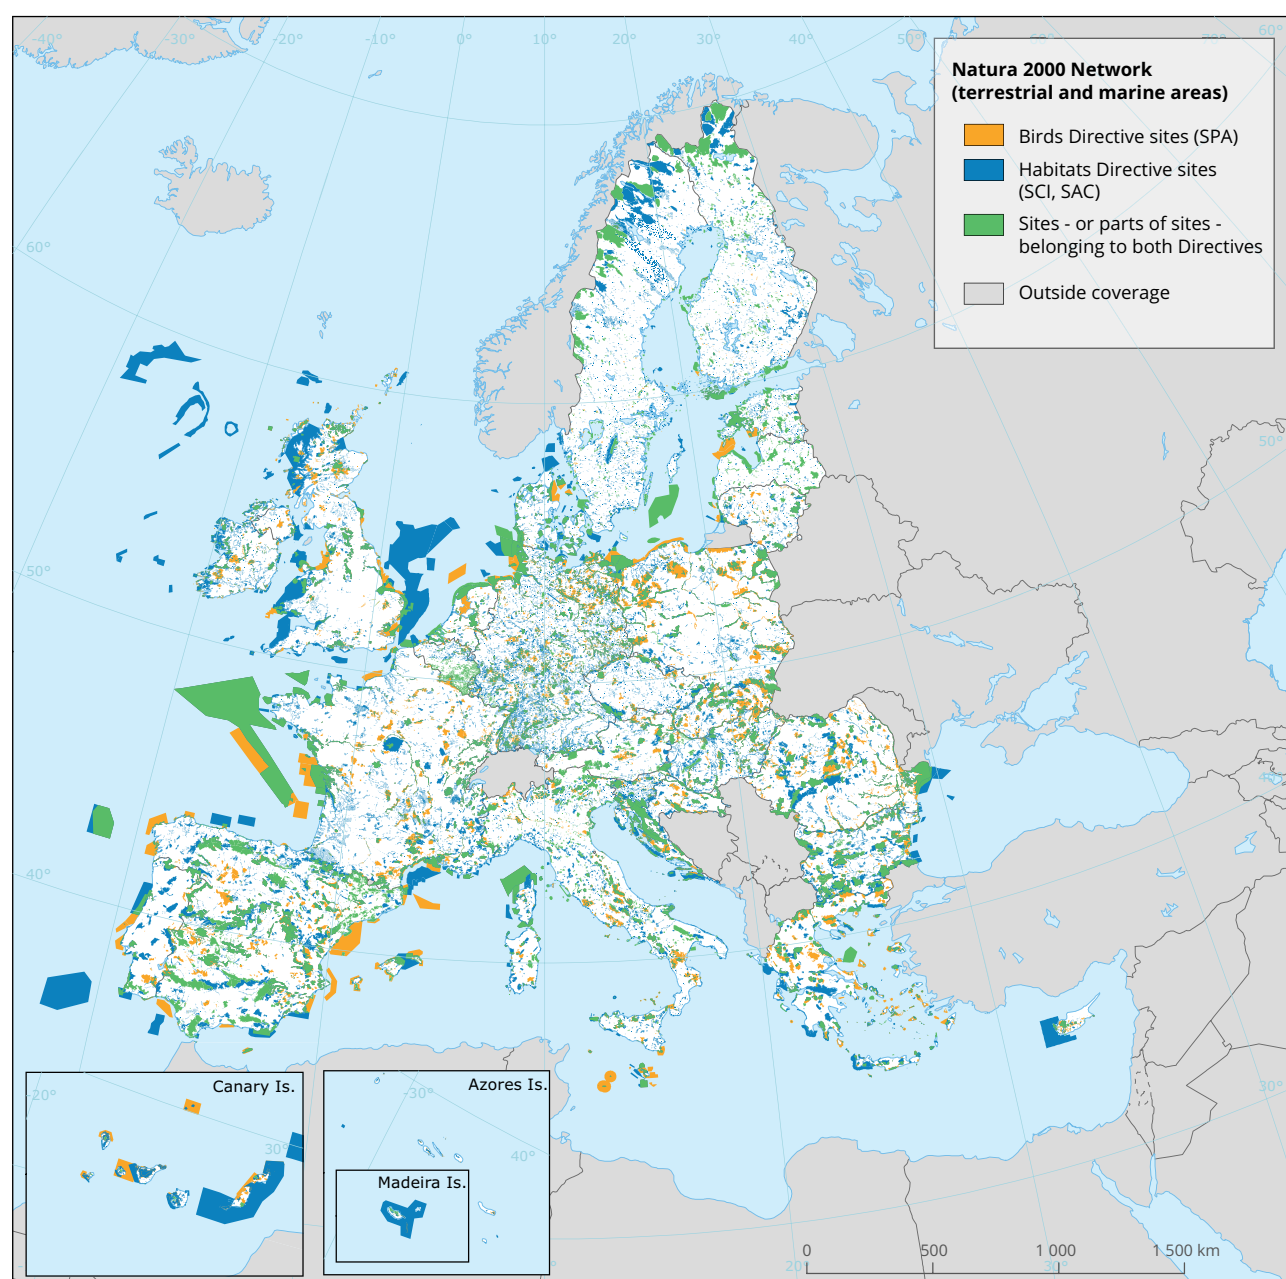 -40°
-30°
-20°
-10°
0°
10°
20°
30°
40°
50°
60°
70°
60°
Natura 2000 Network
(terrestrial and marine areas)
Birds Directive sites (SPA)
Habitats Directive sites
(SCI, SAC)
Sites - or parts of sites -
belonging to both Directives
Outside coverage
60°
50°
50°
40°
40°
30°
Canary Is.
-20°
30°
Azores Is.
-30°
40°
Madeira Is.
0 500 1 000 1 500 km
20°
30°